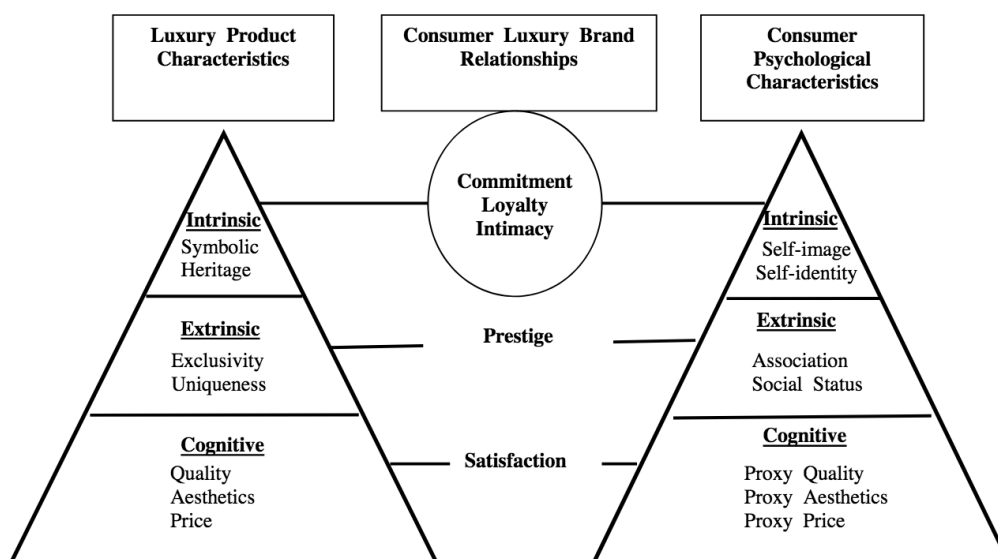 Luxury Product
Characteristics
Consumer Luxury Brand
Relationships
Consumer
Psychological
Characteristics
Intrinsic
Symbolic
Heritage
Commitment
Loyalty
Intimacy
Intrinsic
Self-image
Self-identity
Extrinsic
Exclusivity
Uniqueness
Prestige
Extrinsic
Association
Social Status
Cognitive
Quality
Aesthetics
Price
Satisfaction
Cognitive
Proxy Quality
Proxy Aesthetics
Proxy Price